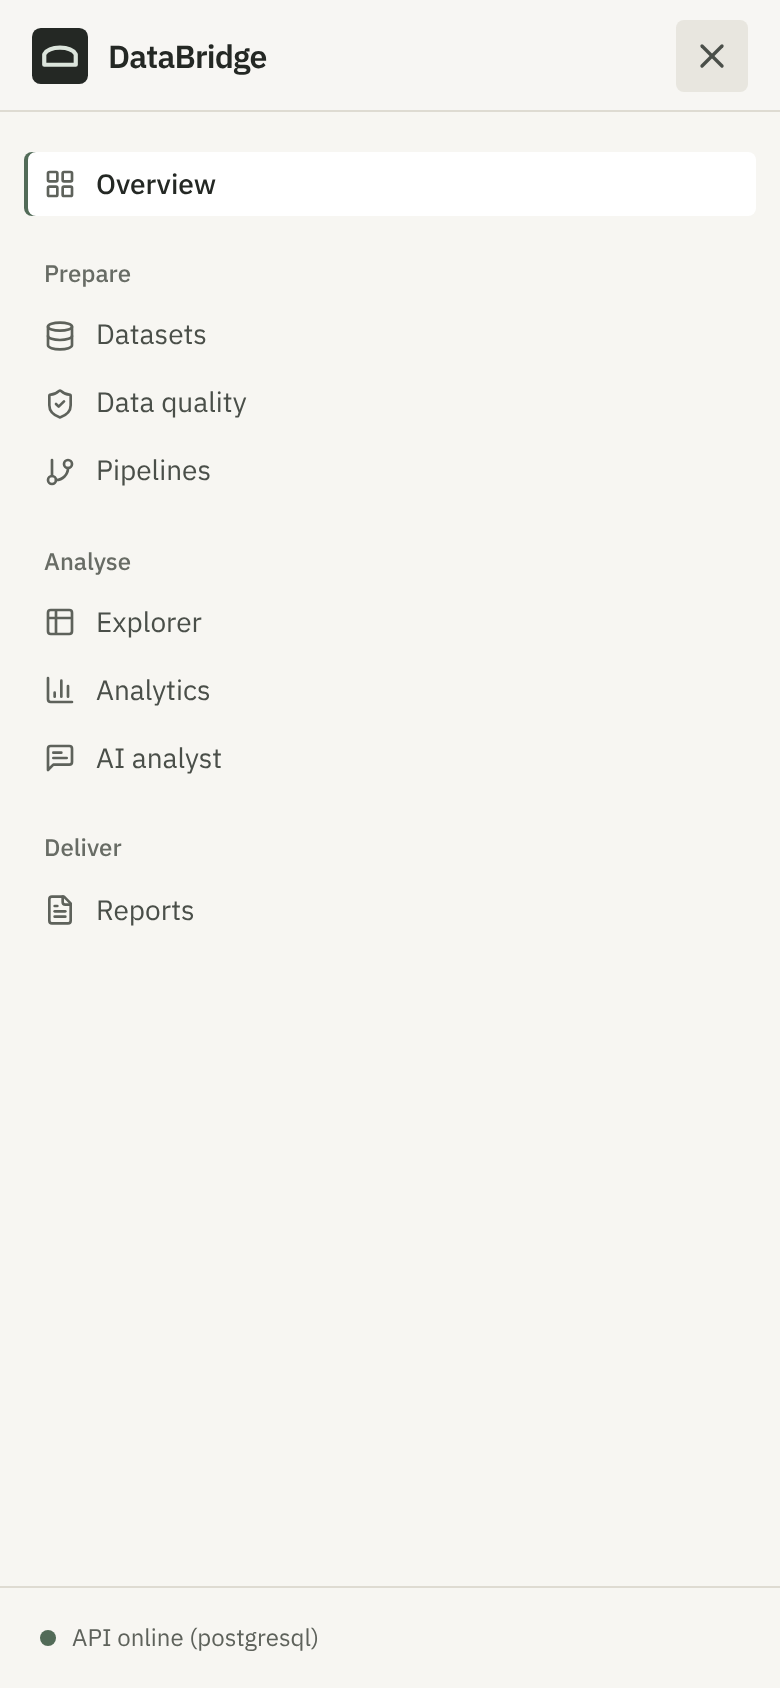 DataBridge
Overview
Prepare
Datasets
Data quality
Pipelines
Analyse
Explorer
Analytics
AI analyst
Deliver
Reports
API online (postgresql)